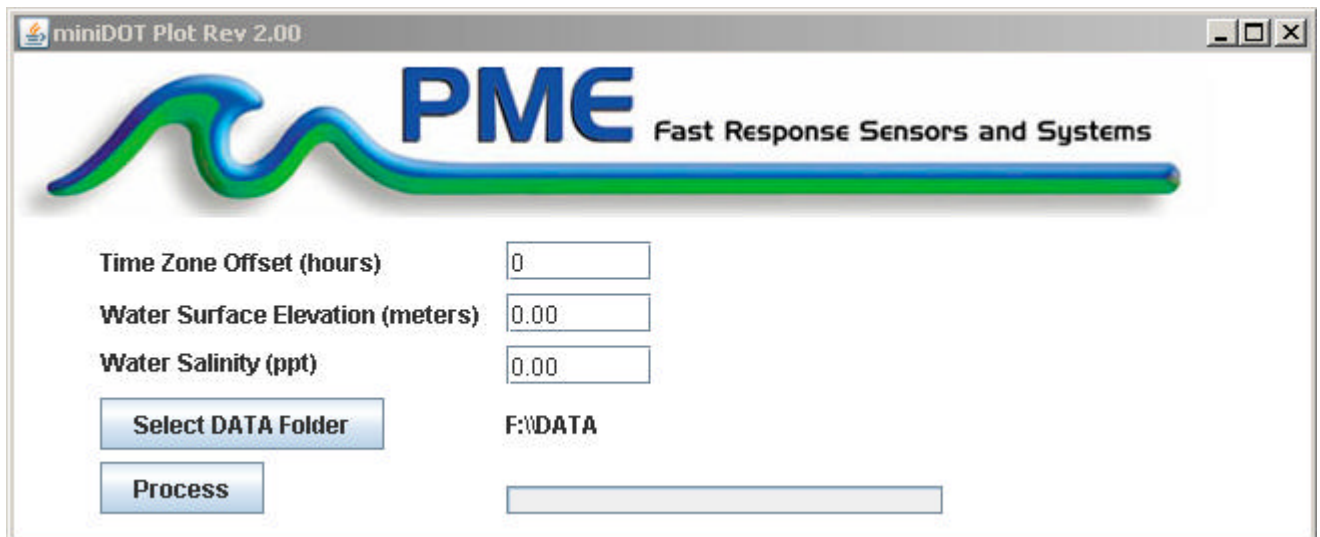 miniDOT Plot Rev 2.00
PME Fast Response Sensors and Systems
Time Zone Offset (hours) 0
Water Surface Elevation (meters) 0.00
Water Salinity (ppt) 0.00
Select DATA Folder F:\\DATA
Process